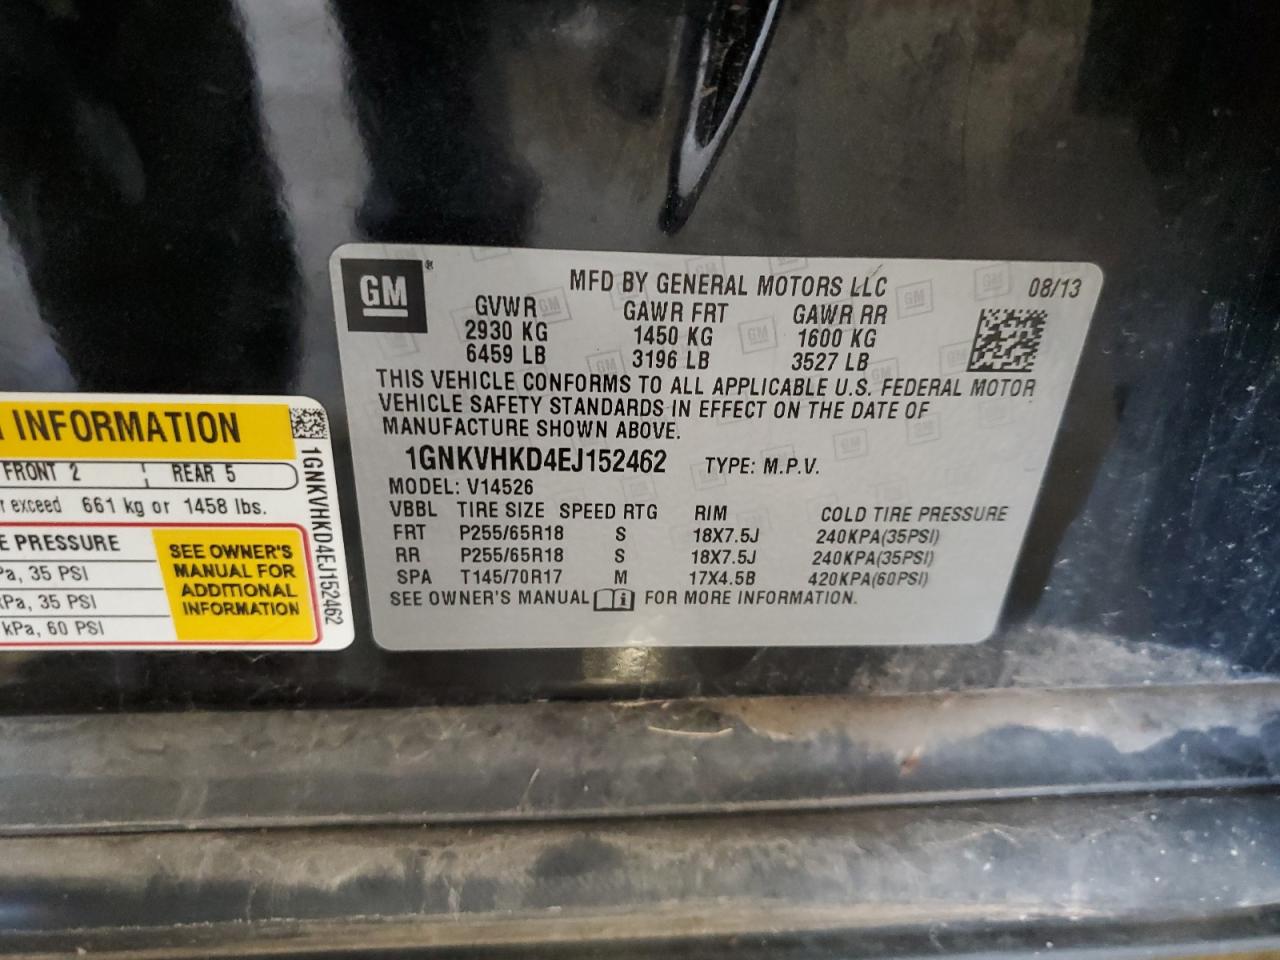 GM®
MFD BY GENERAL MOTORS LLC 08/13
GVWR GAWR FRT GAWR RR
2930 KG 1450 KG 1600 KG
6459 LB 3196 LB 3527 LB
THIS VEHICLE CONFORMS TO ALL APPLICABLE U.S. FEDERAL MOTOR
VEHICLE SAFETY STANDARDS IN EFFECT ON THE DATE OF
MANUFACTURE SHOWN ABOVE.
1GNKVHKD4EJ152462 TYPE: M.P.V.
MODEL: V14526
VBBL TIRE SIZE SPEED RTG RIM COLD TIRE PRESSURE
FRT P255/65R18 S 18X7.5J 240KPA(35PSI)
RR P255/65R18 S 18X7.5J 240KPA(35PSI)
SPA T145/70R17 M 17X4.5B 420KPA(60PSI)
SEE OWNER'S MANUAL FOR MORE INFORMATION.
INFORMATION
FRONT 2 REAR 5
exceed 661 kg or 1458 lbs.
PRESSURE
35 PSI
35 PSI
kPa, 60 PSI
SEE OWNER'S
MANUAL FOR
ADDITIONAL
INFORMATION
1GNKVHKD4EJ152462